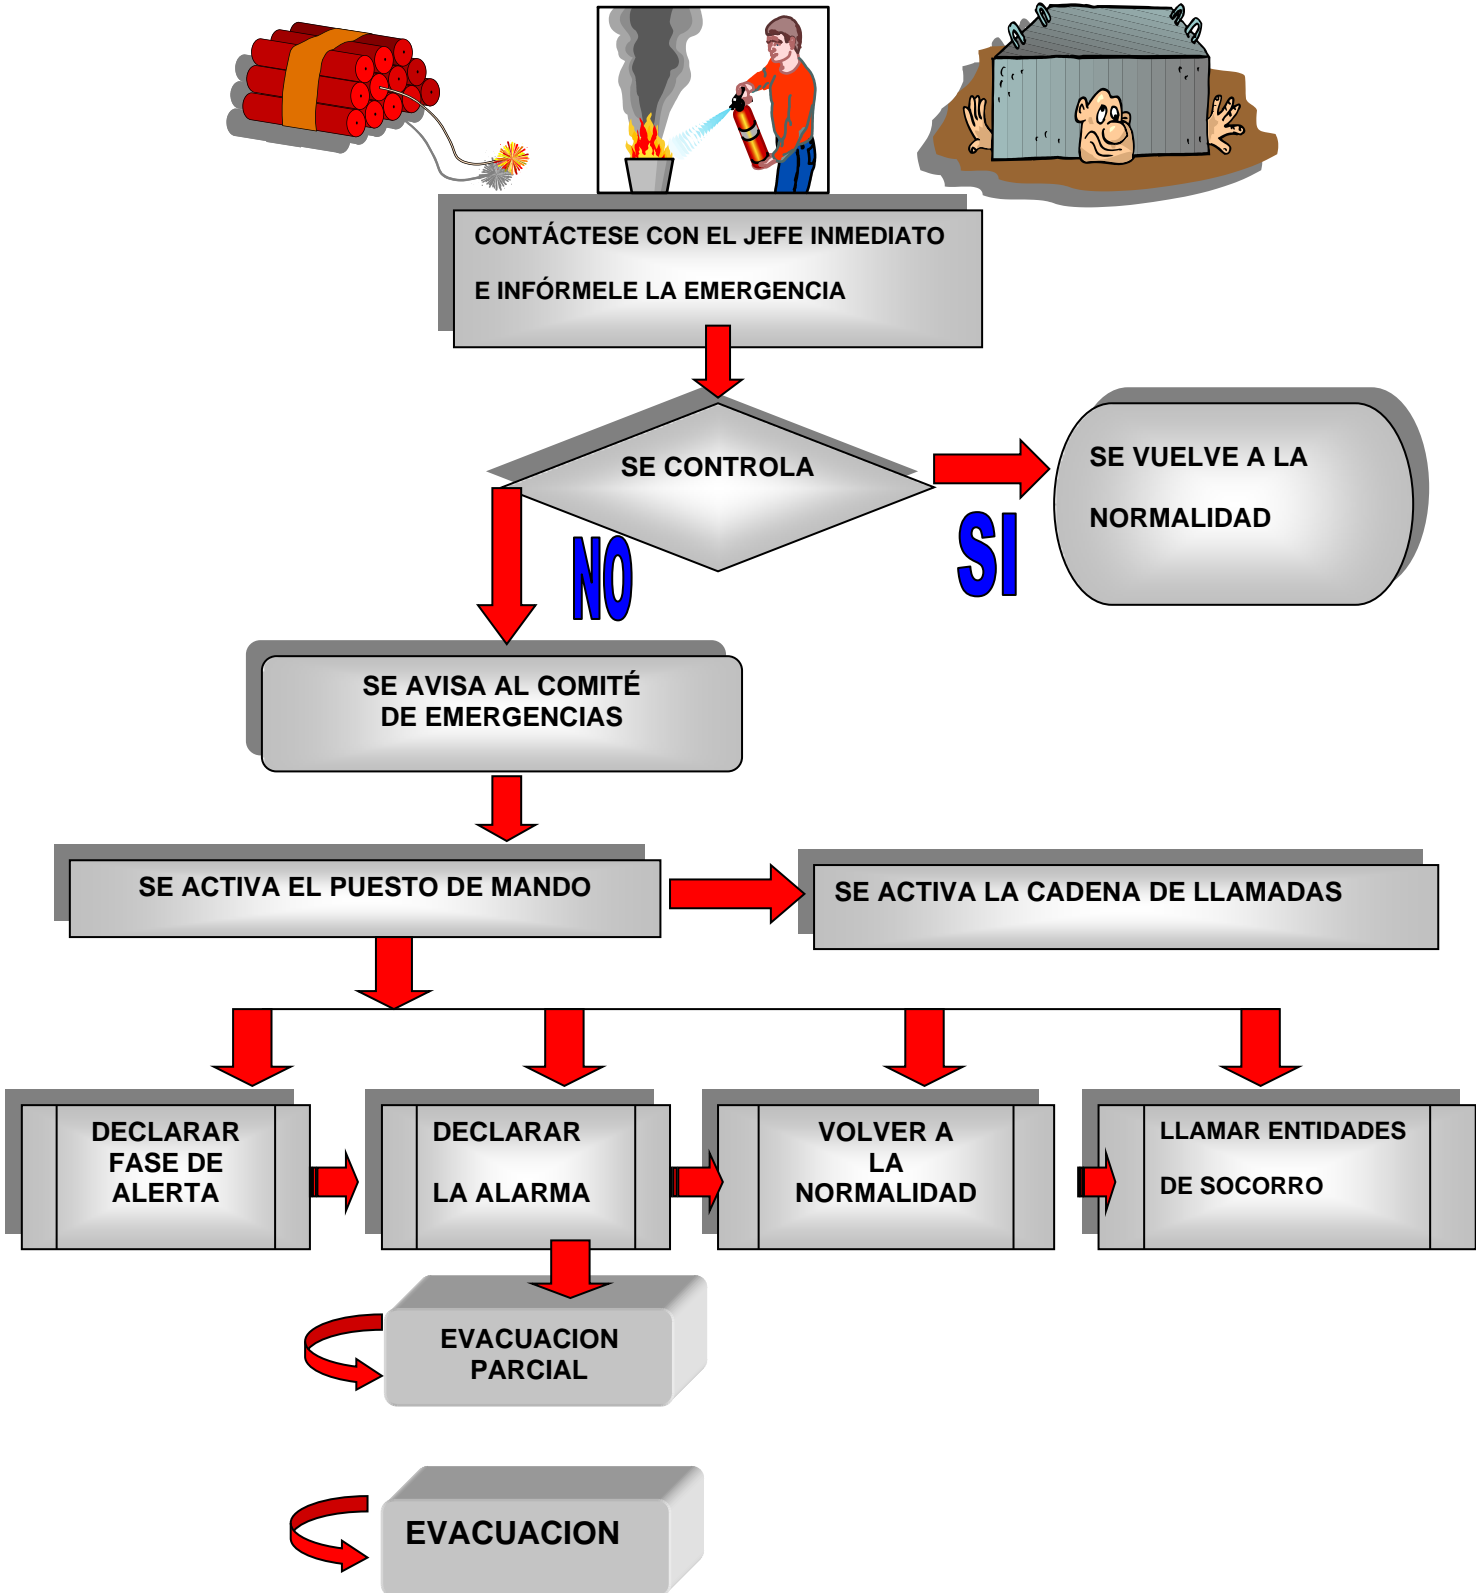 CONTÁCTESE CON EL JEFE INMEDIATO
E INFÓRMELE LA EMERGENCIA
SE CONTROLA
SE VUELVE A LA
NORMALIDAD
SI
NO
SE AVISA AL COMITÉ
DE EMERGENCIAS
SE ACTIVA EL PUESTO DE MANDO
SE ACTIVA LA CADENA DE LLAMADAS
DECLARAR
FASE DE
ALERTA
DECLARAR
LA ALARMA
VOLVER A
LA
NORMALIDAD
LLAMAR ENTIDADES
DE SOCORRO
EVACUACION
PARCIAL
EVACUACION